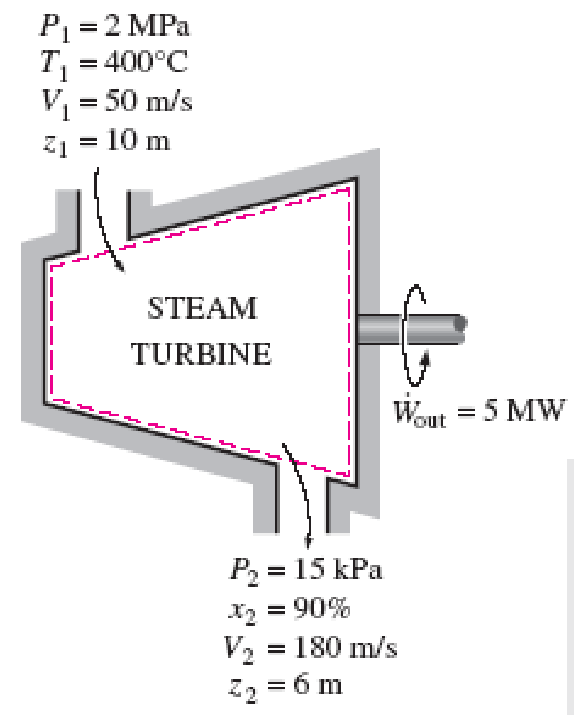 P₁ = 2 MPa
T₁ = 400°C
V₁ = 50 m/s
z₁ = 10 m
STEAM
TURBINE
Ẇout = 5 MW
P₂ = 15 kPa
x₂ = 90%
V₂ = 180 m/s
z₂ = 6 m